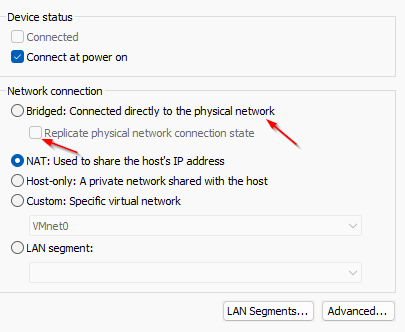 Device status
Connected
Connect at power on
Network connection
Bridged: Connected directly to the physical network
Replicate physical network connection state
NAT: Used to share the host's IP address
Host-only: A private network shared with the host
Custom: Specific virtual network
VMnet0
LAN segment:
LAN Segments... Advanced...